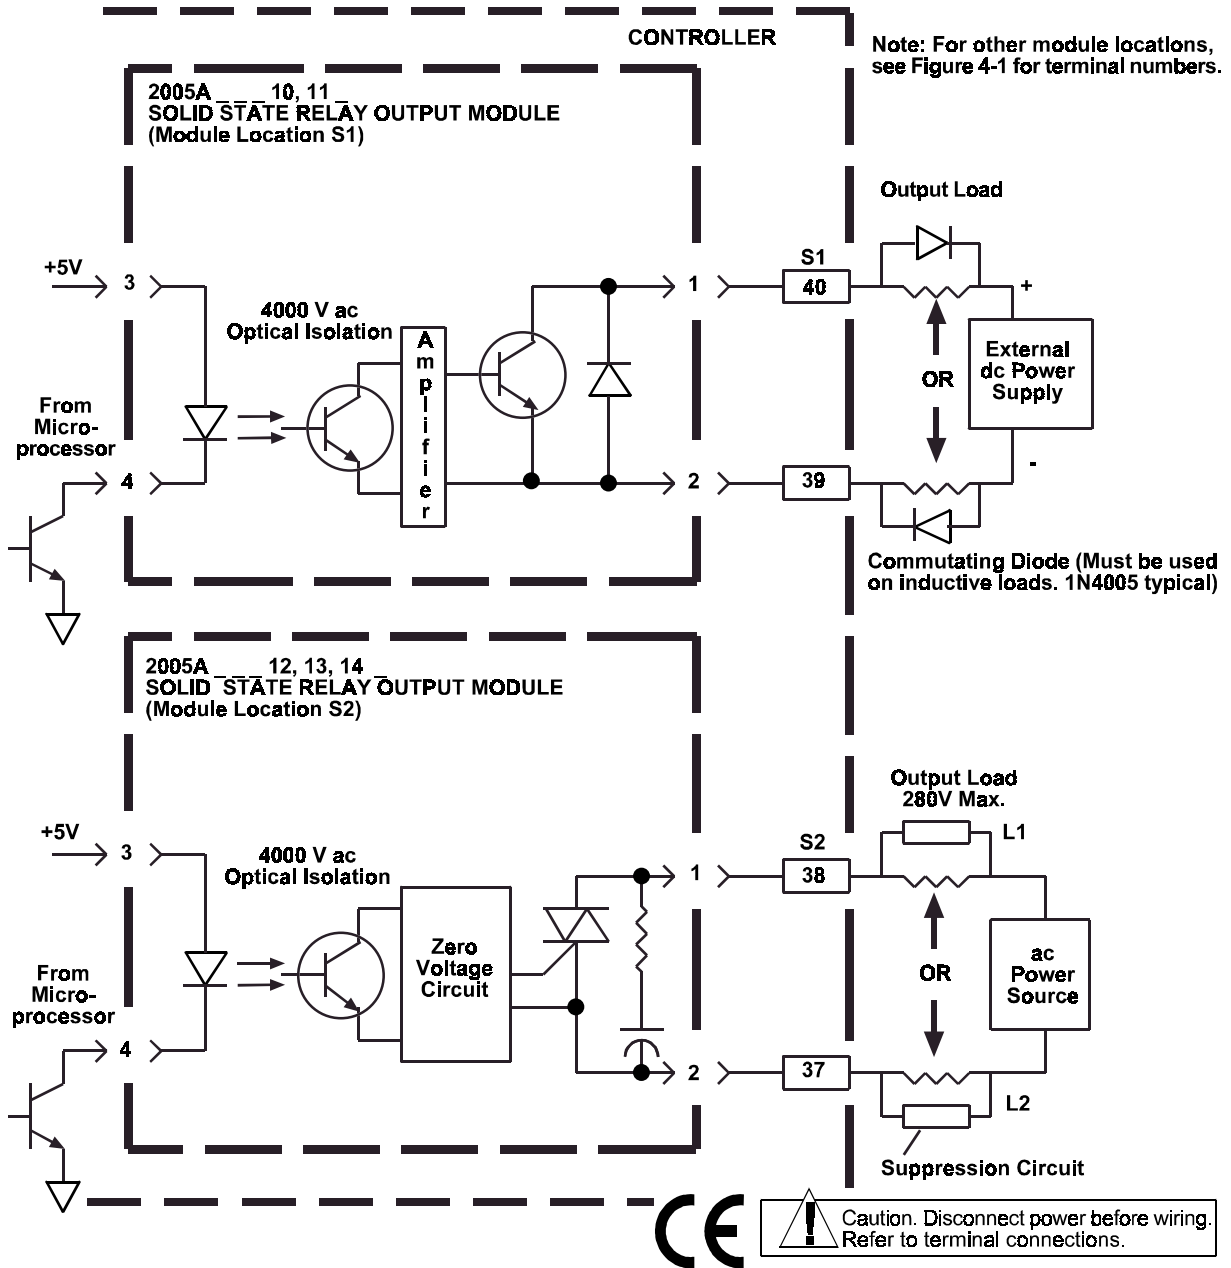 CONTROLLER
Note: For other module locations,
see Figure 4-1 for terminal numbers.
2005A _ _ _ 10, 11 _
SOLID STATE RELAY OUTPUT MODULE
(Module Location S1)
Output Load
+5V
3
4000 V ac
Optical Isolation
Amplifier
1
S1
40
+
External
dc Power
Supply
OR
From
Micro-
processor
4
2
39
-
Commutating Diode (Must be used
on inductive loads. 1N4005 typical)
2005A _ _ _ 12, 13, 14 _
SOLID STATE RELAY OUTPUT MODULE
(Module Location S2)
Output Load
280V Max.
L1
+5V
3
4000 V ac
Optical Isolation
1
S2
38
Zero
Voltage
Circuit
OR
ac
Power
Source
From
Micro-
processor
4
2
37
L2
Suppression Circuit
CE
! Caution. Disconnect power before wiring.
Refer to terminal connections.